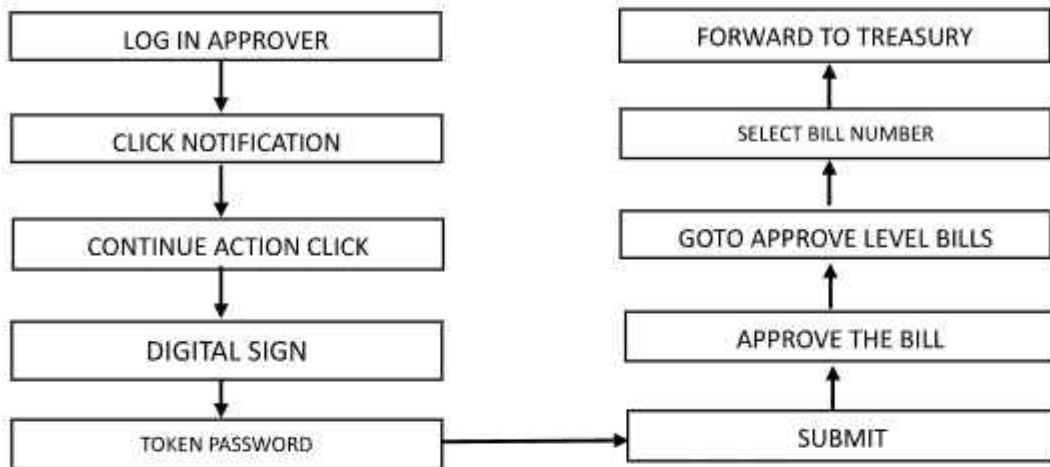 LOG IN APPROVER
CLICK NOTIFICATION
CONTINUE ACTION CLICK
DIGITAL SIGN
TOKEN PASSWORD
SUBMIT
APPROVE THE BILL
GOTO APPROVE LEVEL BILLS
SELECT BILL NUMBER
FORWARD TO TREASURY